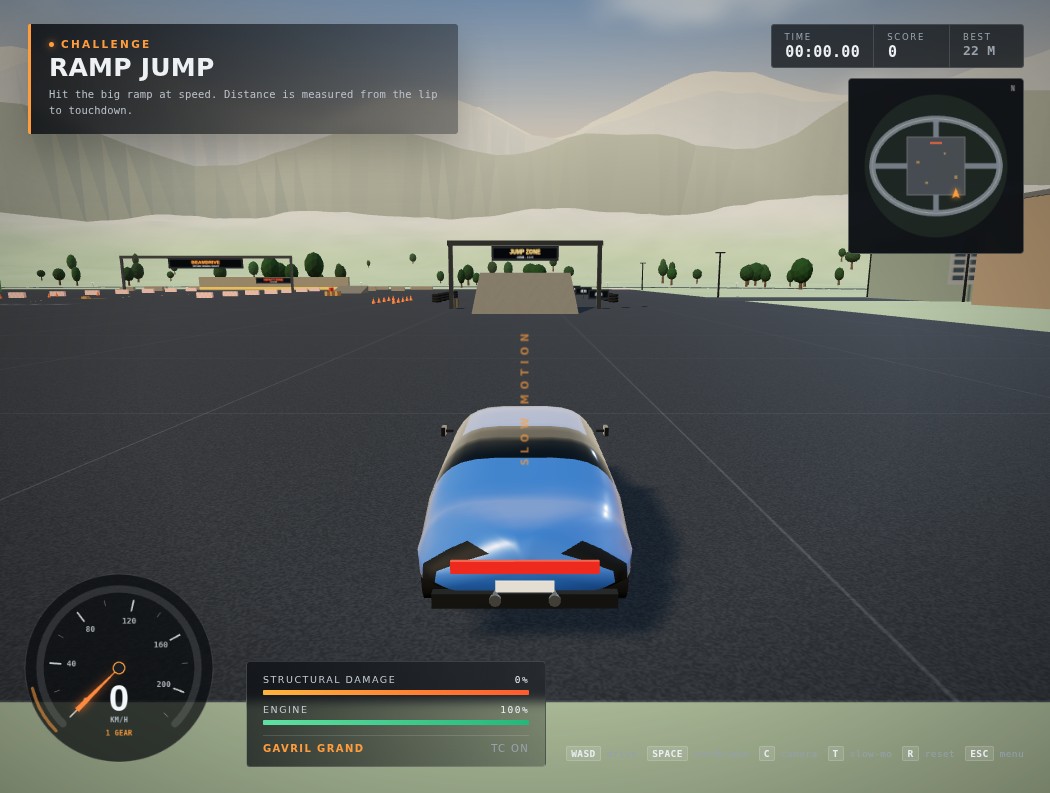 CHALLENGE
RAMP JUMP
Hit the big ramp at speed. Distance is measured from the lip
to touchdown.
TIME
00:00.00
SCORE
0
BEST
22 M
N
JUMP ZONE
SLOW MOTION
40
80
120
160
200
0
KM/H
1 GEAR
STRUCTURAL DAMAGE 0%
ENGINE 100%
GAVRIL GRAND TC ON
WASD SPACE C T slow-mo R reset ESC menu